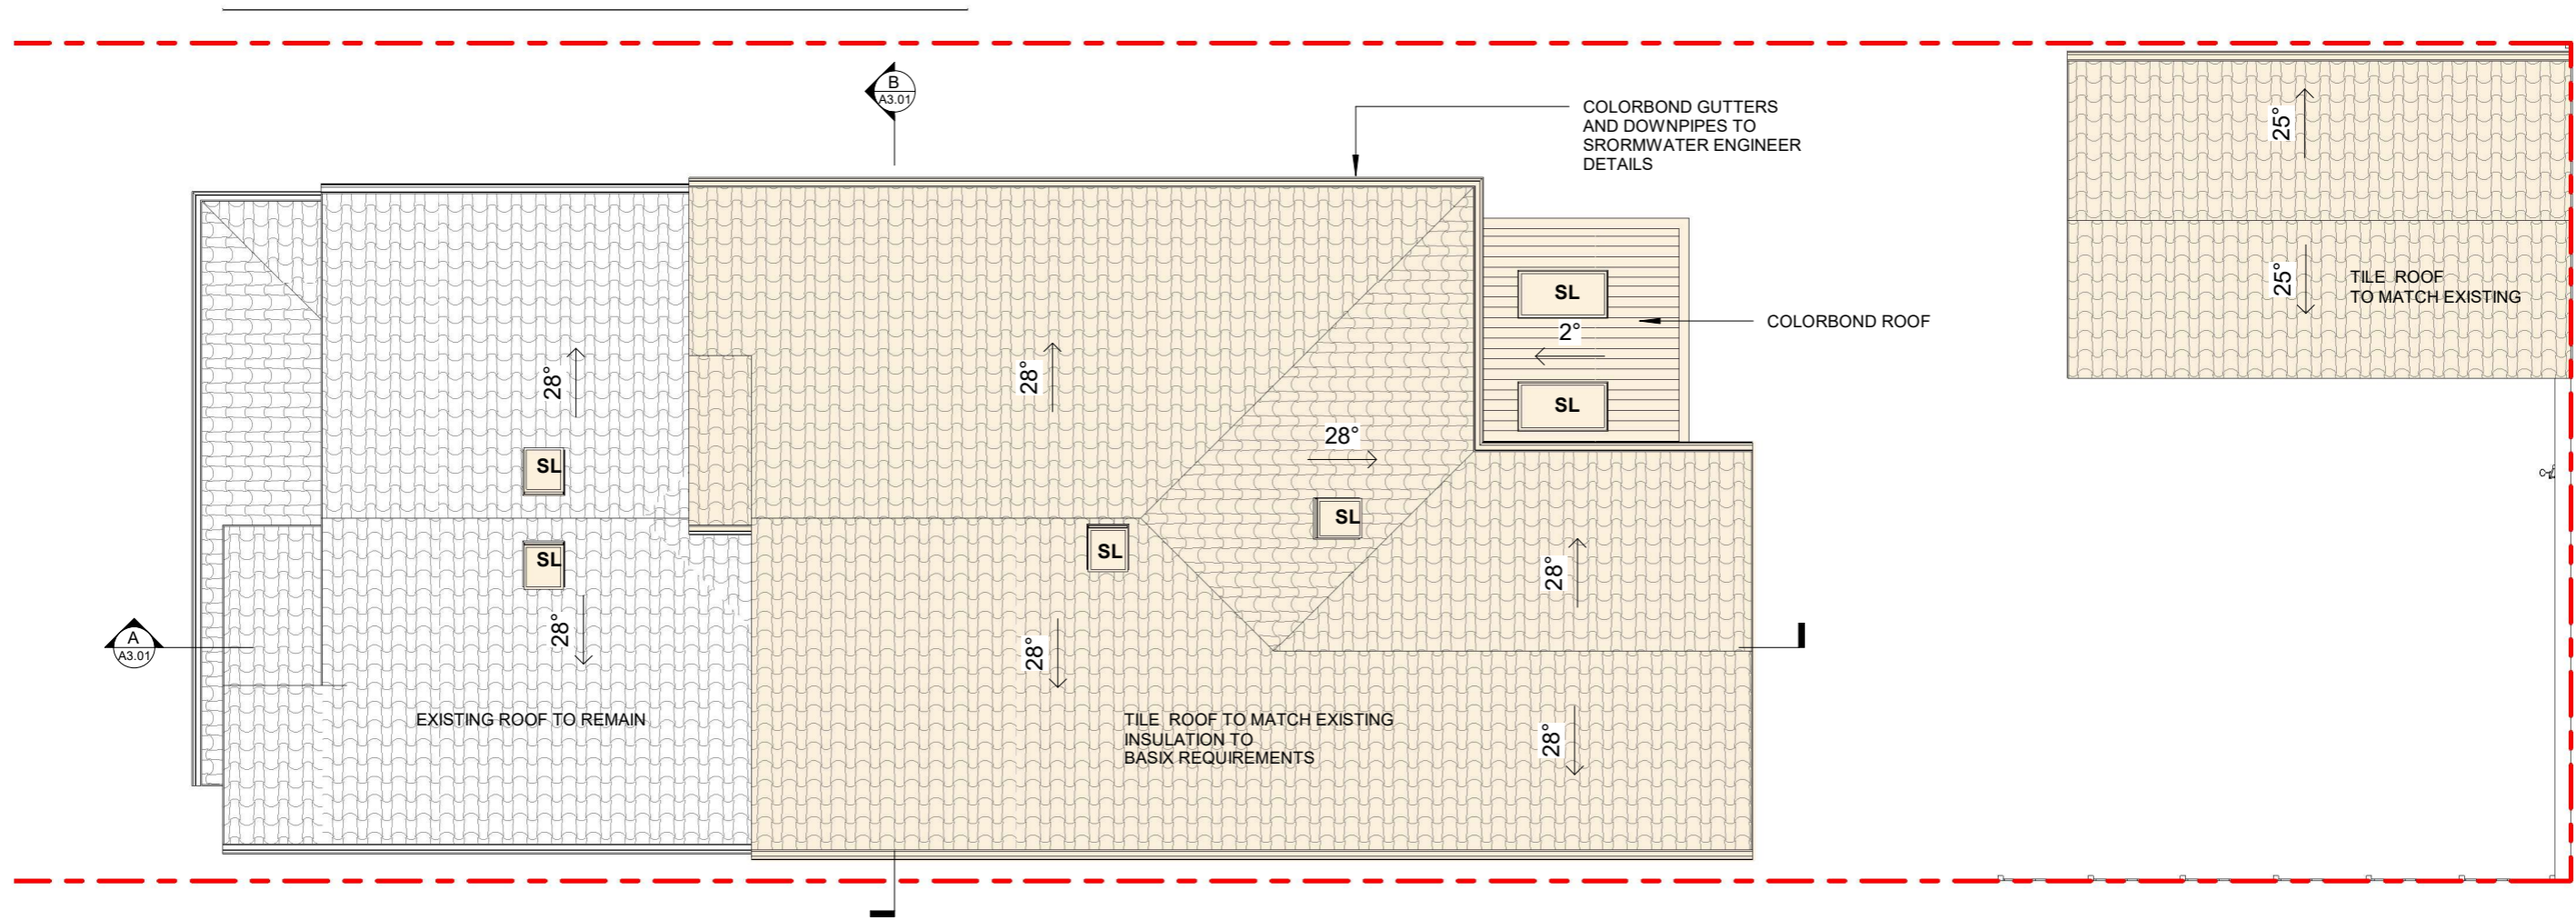 B
A3.01
COLORBOND GUTTERS
AND DOWNPIPES TO
SRORMWATER ENGINEER
DETAILS
25°
25°
TILE ROOF
TO MATCH EXISTING
SL
2°
COLORBOND ROOF
SL
28°
28°
28°
SL
SL
SL
SL
28°
28°
28°
A
A3.01
EXISTING ROOF TO REMAIN
TILE ROOF TO MATCH EXISTING
INSULATION TO
BASIX REQUIREMENTS
28°